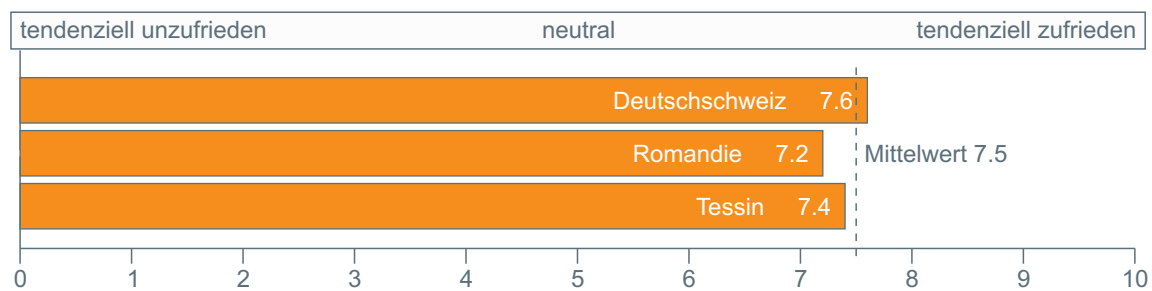 tendenziell unzufrieden neutral tendenziell zufrieden
Deutschschweiz 7.6
Romandie 7.2 Mittelwert 7.5
Tessin 7.4
0 1 2 3 4 5 6 7 8 9 10